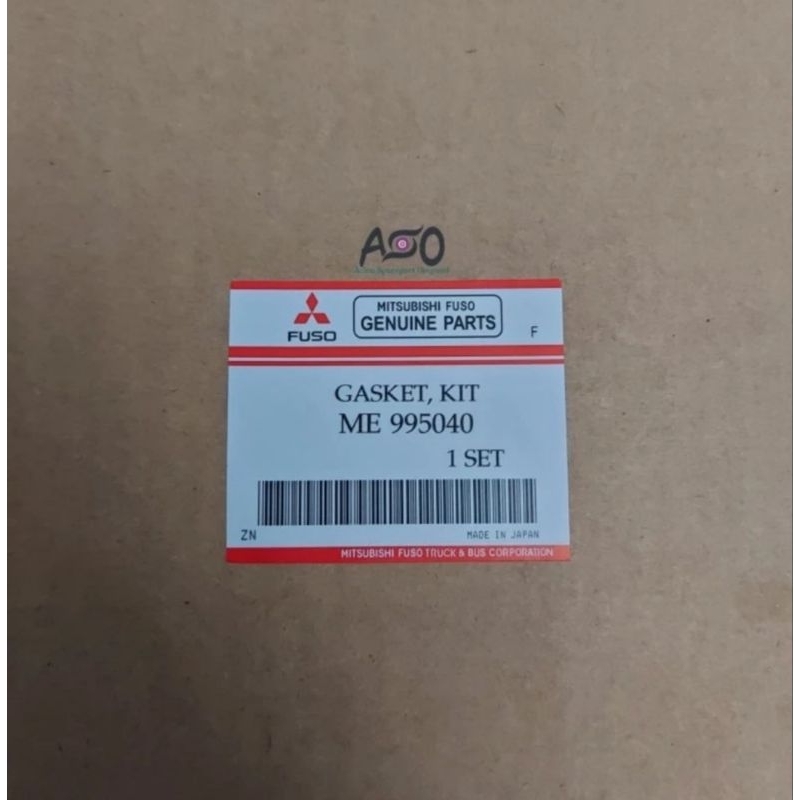 ASO
MITSUBISHI FUSO
GENUINE PARTS
FUSO
F
GASKET, KIT
ME 995040
1 SET
ZN
MADE IN JAPAN
MITSUBISHI FUSO TRUCK & BUS CORPORATION